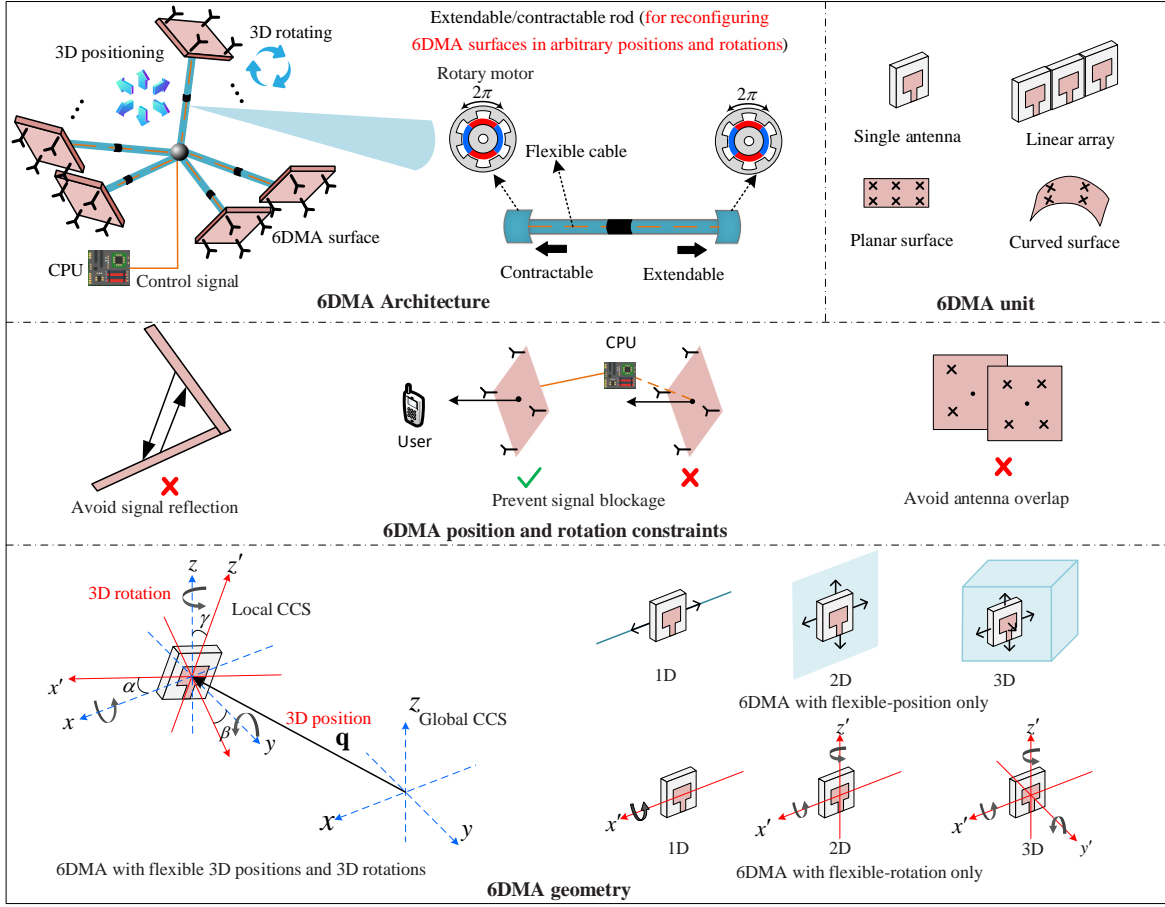 3D positioning
3D rotating
6DMA surface
CPU
Control signal
Extendable/contractable rod (for reconfiguring
6DMA surfaces in arbitrary positions and rotations)
Rotary motor
2π
2π
Flexible cable
Contractable
Extendable
6DMA Architecture
Single antenna
Linear array
Planar surface
Curved surface
6DMA unit
Avoid signal reflection
User
CPU
Prevent signal blockage
Avoid antenna overlap
6DMA position and rotation constraints
z
z′
3D rotation
Local CCS
γ
x′
α
x
β
y
3D position
q
z
Global CCS
x
y
6DMA with flexible 3D positions and 3D rotations
1D
2D
3D
6DMA with flexible-position only
x′
1D
z′
x′
2D
z′
x′
y′
3D
6DMA with flexible-rotation only
6DMA geometry